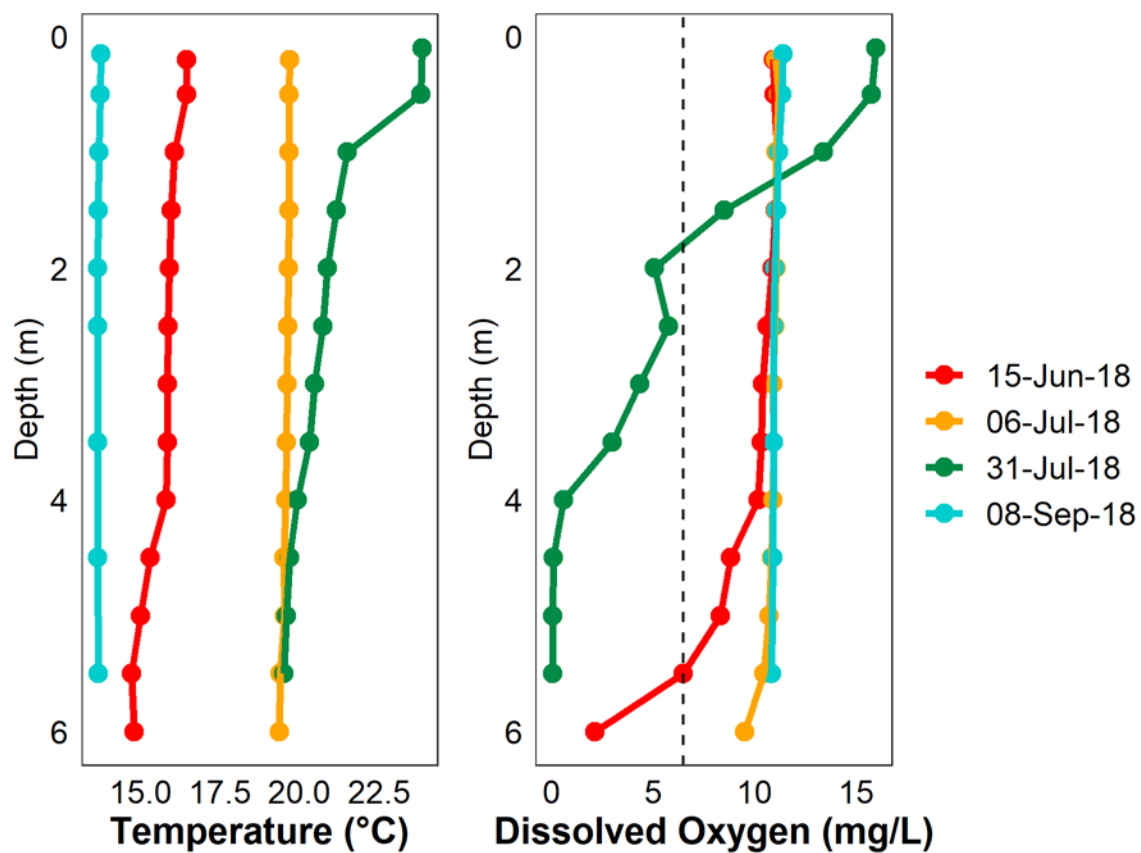 0
2
4
6
Depth (m)
15.0 17.5 20.0 22.5
Temperature (°C)
0
2
4
6
Depth (m)
0 5 10 15
Dissolved Oxygen (mg/L)
15-Jun-18
06-Jul-18
31-Jul-18
08-Sep-18